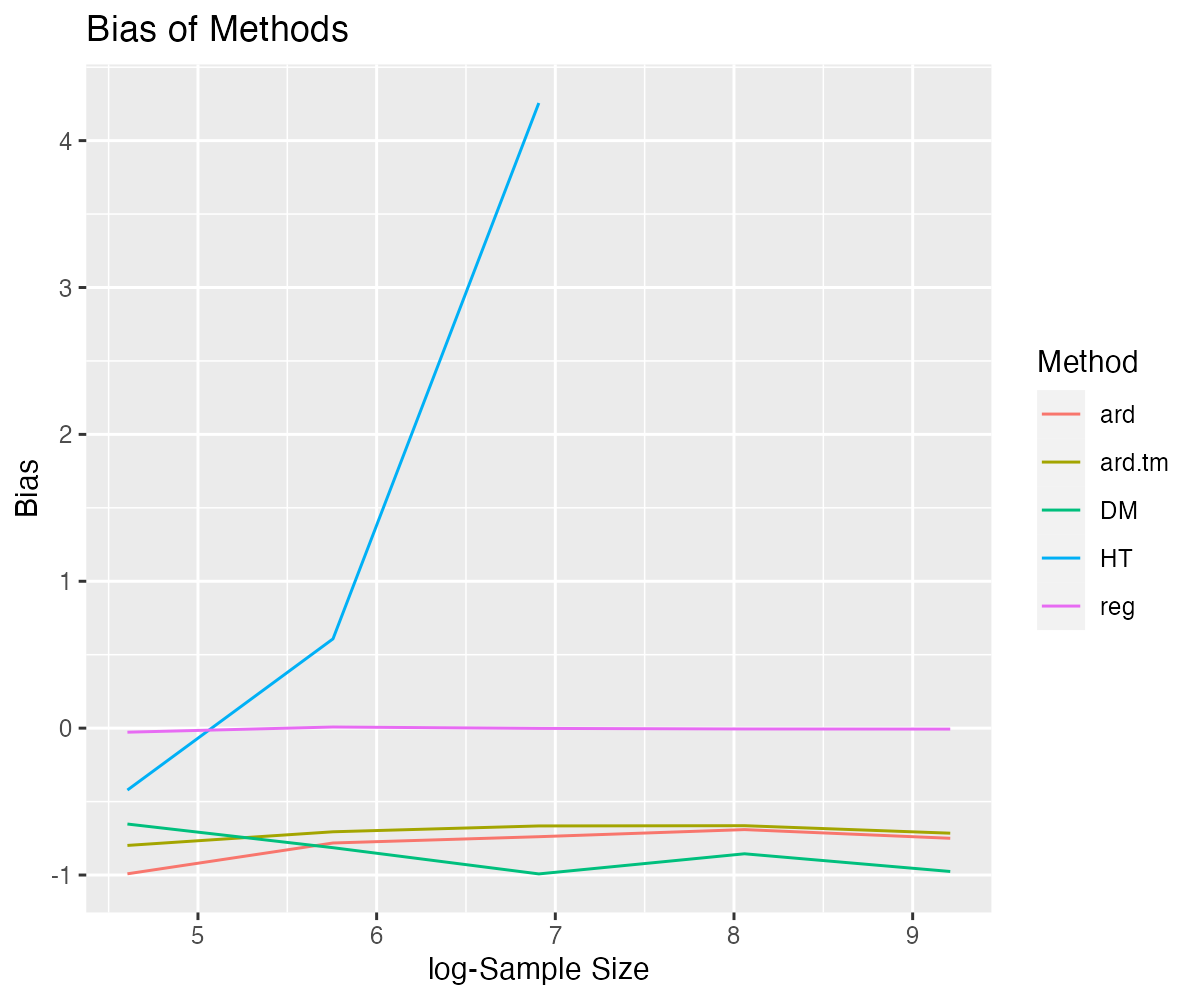 Bias of Methods
4
3
2
1
0
-1
Bias
5 6 7 8 9
log-Sample Size
Method
ard
ard.tm
DM
HT
reg